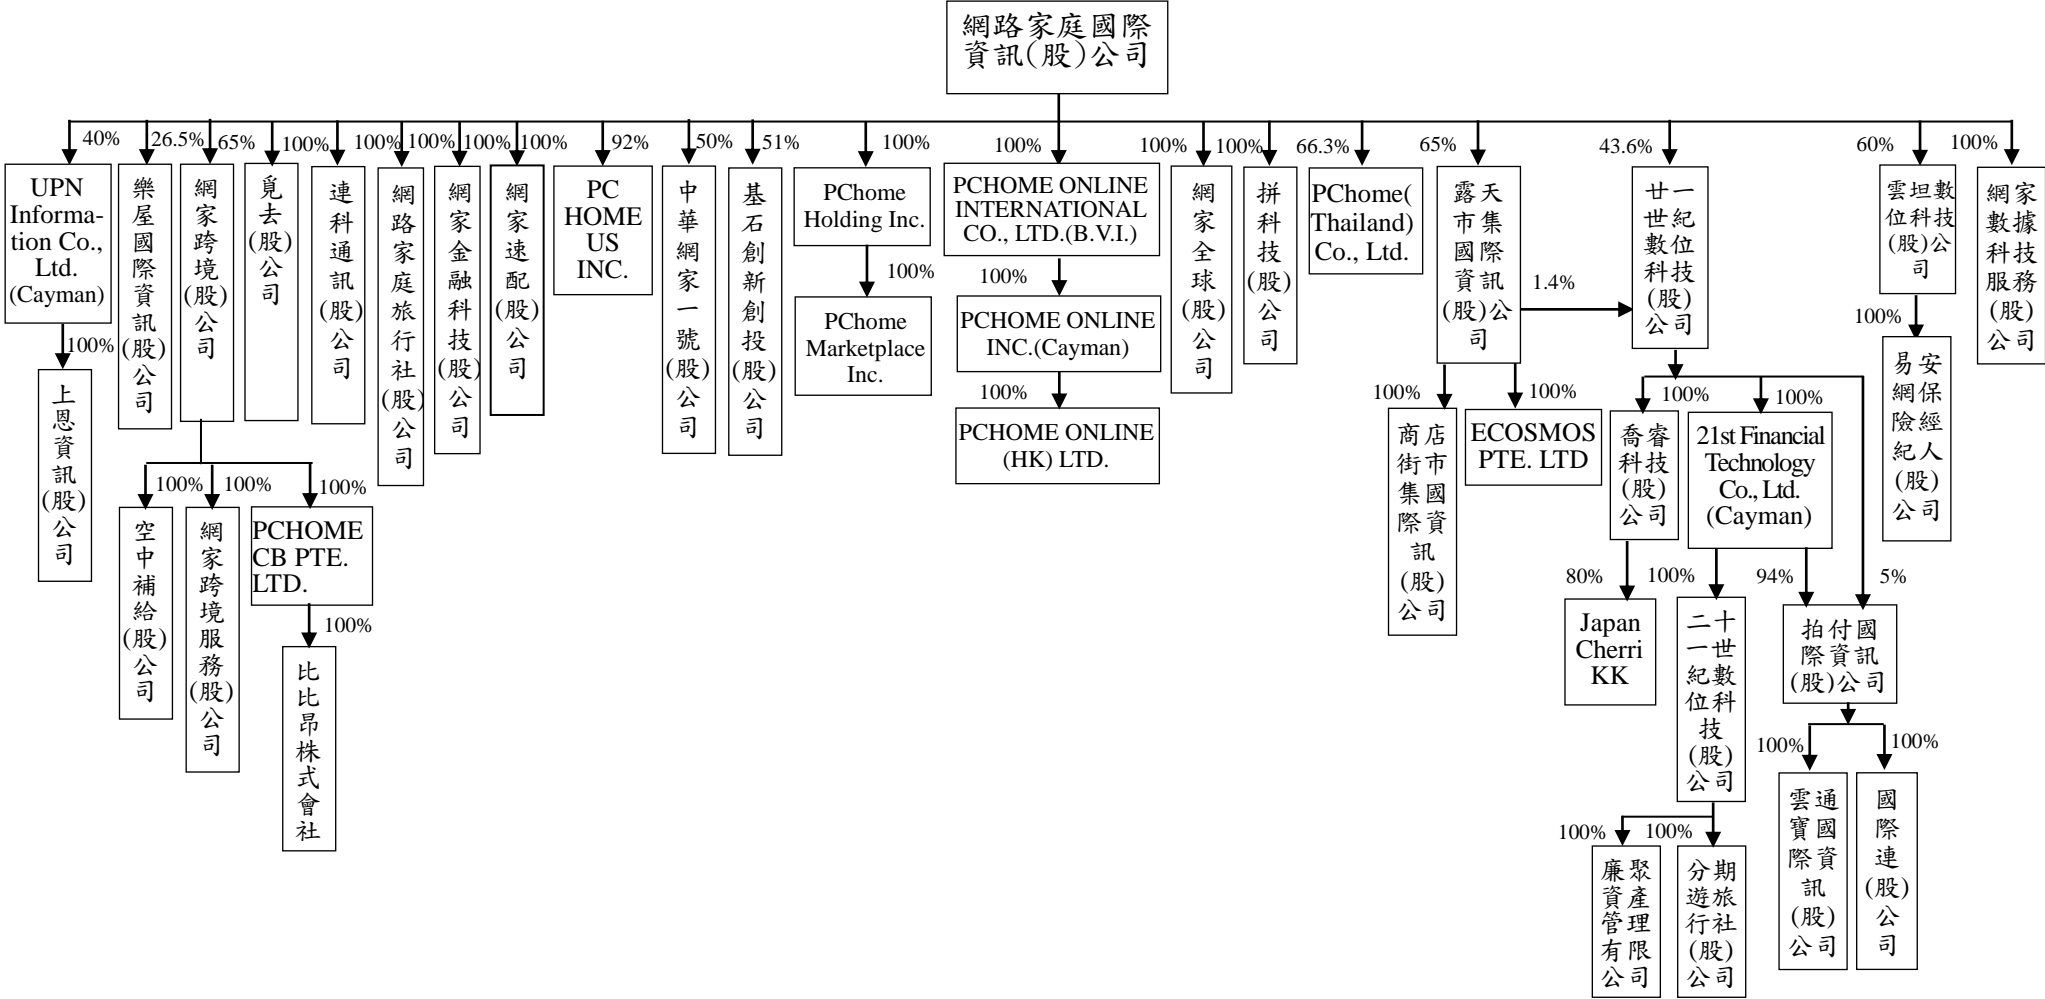 網路家庭國際
資訊(股)公司
40%
26.5%
65%
100%
100%
100%
100%
100%
92%
50%
51%
100%
100%
100%
100%
66.3%
65%
43.6%
60%
100%
UPN
Informa-
tion Co.,
Ltd.
(Cayman)
100%
上恩資訊(股)公司
樂屋國際資訊(股)公司
網家跨境(股)公司
100%
100%
100%
空中補給(股)公司
網家跨境服務(股)公司
PCHOME
CB PTE.
LTD.
100%
比比昂株式會社
覓去(股)公司
連科通訊(股)公司
網路家庭旅行社(股)公司
網家金融科技(股)公司
網家速配(股)公司
PC
HOME
US
INC.
中華網家一號(股)公司
基石創新創投(股)公司
PChome
Holding Inc.
100%
PChome
Marketplace
Inc.
PCHOME ONLINE
INTERNATIONAL
CO., LTD.(B.V.I.)
100%
PCHOME ONLINE
INC.(Cayman)
100%
PCHOME ONLINE
(HK) LTD.
網家全球(股)公司
拼科技(股)公司
PChome(
Thailand)
Co., Ltd.
露天
市集
國際
資訊
(股)公
司
1.4%
100%
100%
商店
街市
集國
際資
訊
(股)
公司
ECOSMOS
PTE. LTD
廿一
世紀
數位
科技
(股)
公司
100%
100%
喬睿
科技
(股)
公司
80%
Japan
Cherri
KK
21st Financial
Technology
Co., Ltd.
(Cayman)
100%
94%
5%
二十
一世
紀數
位科
技
(股)
公司
100%
100%
廉聚
資產
管理
有限
公司
分期
遊旅
行社
(股)
公司
拍付國
際資訊
(股)公司
100%
100%
雲通
寶國
際資
訊
(股)
公司
國際連(股)公司
雲坦數
位科技
(股)公
司
100%
易安
網保
險經
紀人
(股)
公司
網家
數據
科技
服務
(股)
公司